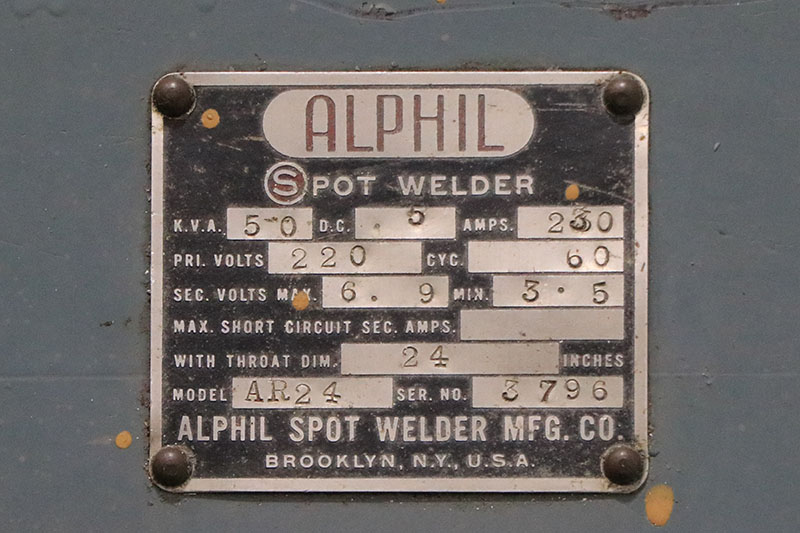 ALPHIL
SPOT WELDER
K.V.A. 50 D.C. .5 AMPS. 230
PRI. VOLTS 220 CYC. 60
SEC. VOLTS MAX. 6.9 MIN. 3.5
MAX. SHORT CIRCUIT SEC. AMPS.
WITH THROAT DIM. 24 INCHES
MODEL AR24 SER. NO. 3796
ALPHIL SPOT WELDER MFG. CO.
BROOKLYN, N.Y., U.S.A.